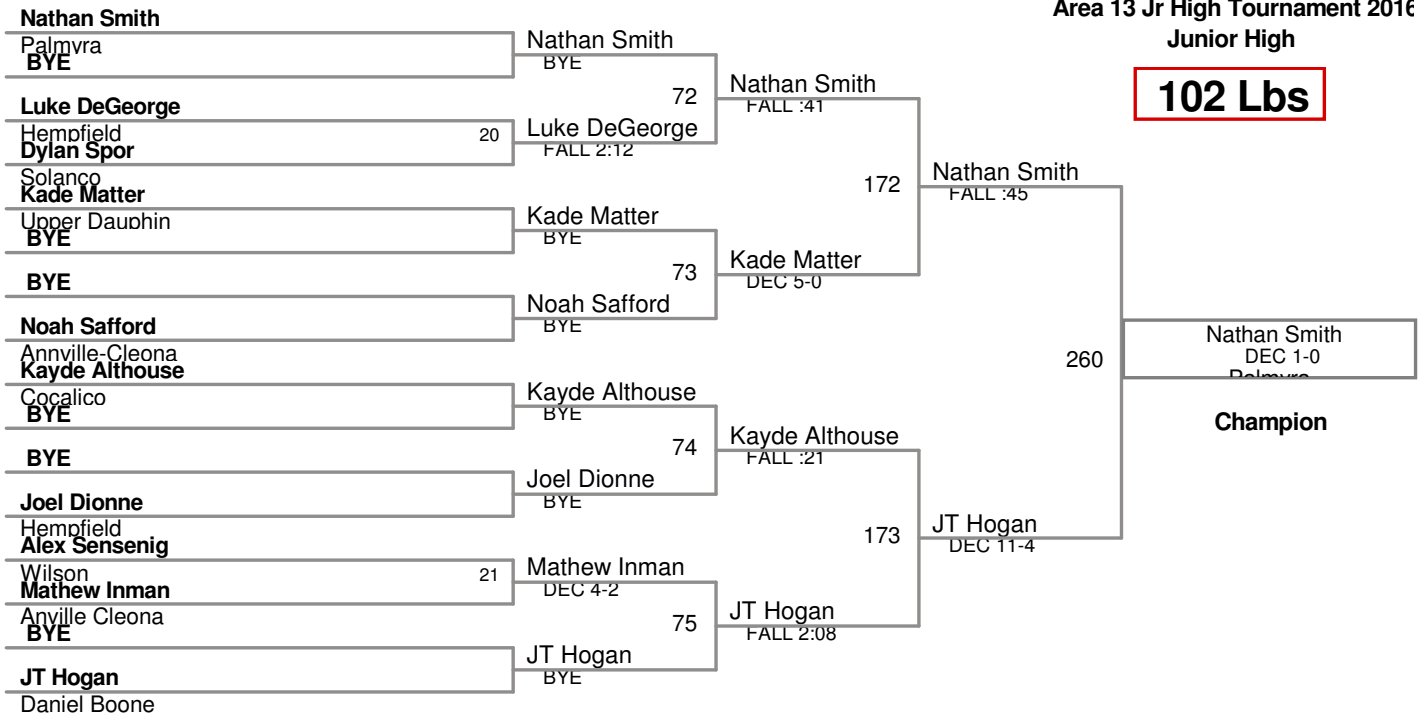 Area 13 Jr High Tournament 2016
Junior High
102 Lbs
Nathan Smith
Palmyra
BYE
Luke DeGeorge
Hempfield
Dylan Spor
Solanco
Kade Matter
Upper Dauphin
BYE
BYE
Noah Safford
Annville-Cleona
Kayde Althouse
Cocalico
BYE
BYE
Joel Dionne
Hempfield
Alex Sensenig
Wilson
Mathew Inman
Anville Cleona
BYE
JT Hogan
Daniel Boone
20
21
Nathan Smith
BYE
Luke DeGeorge
FALL 2:12
Kade Matter
BYE
Noah Safford
BYE
Kayde Althouse
BYE
Joel Dionne
BYE
Mathew Inman
DEC 4-2
JT Hogan
BYE
72
73
74
75
Nathan Smith
FALL :41
Kade Matter
DEC 5-0
Kayde Althouse
FALL :21
JT Hogan
FALL 2:08
172
173
Nathan Smith
FALL :45
JT Hogan
DEC 11-4
260
Nathan Smith
DEC 1-0
Palmyra
Champion